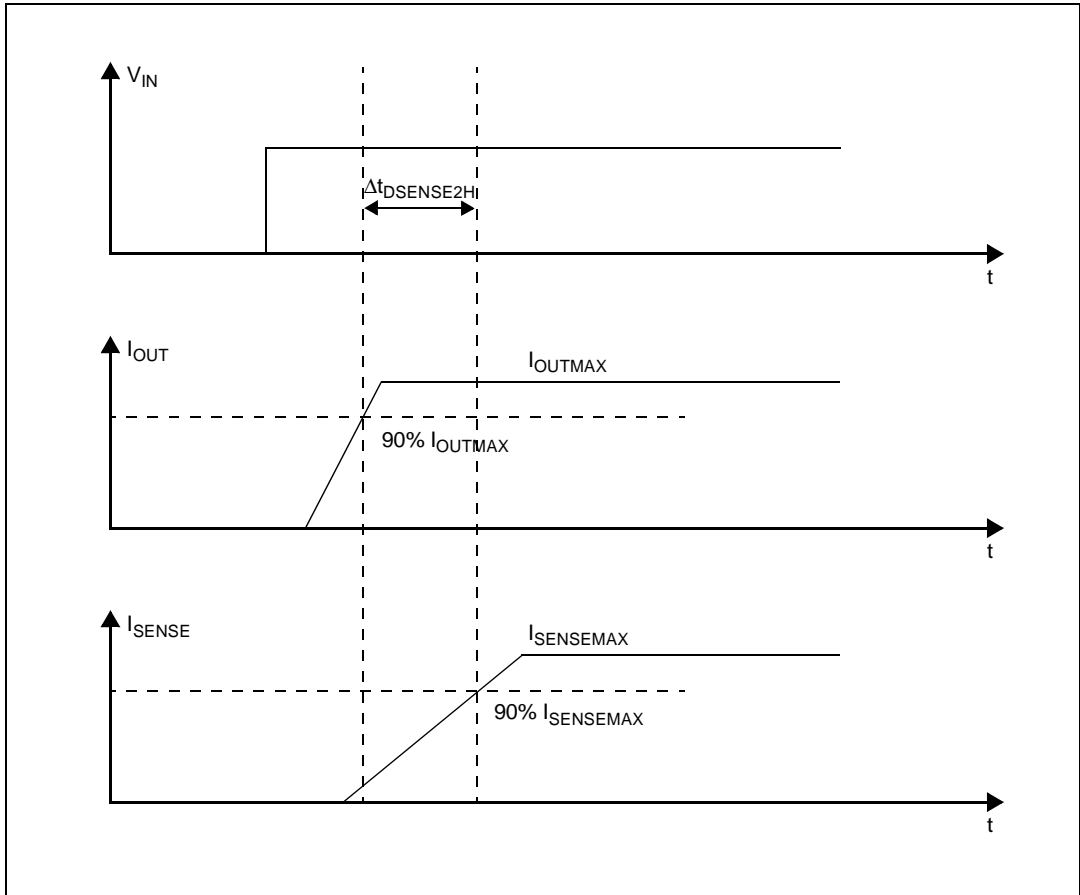 V_IN
Δt_DSENSE2H
t
I_OUT
I_OUTMAX
90% I_OUTMAX
t
I_SENSE
I_SENSEMAX
90% I_SENSEMAX
t